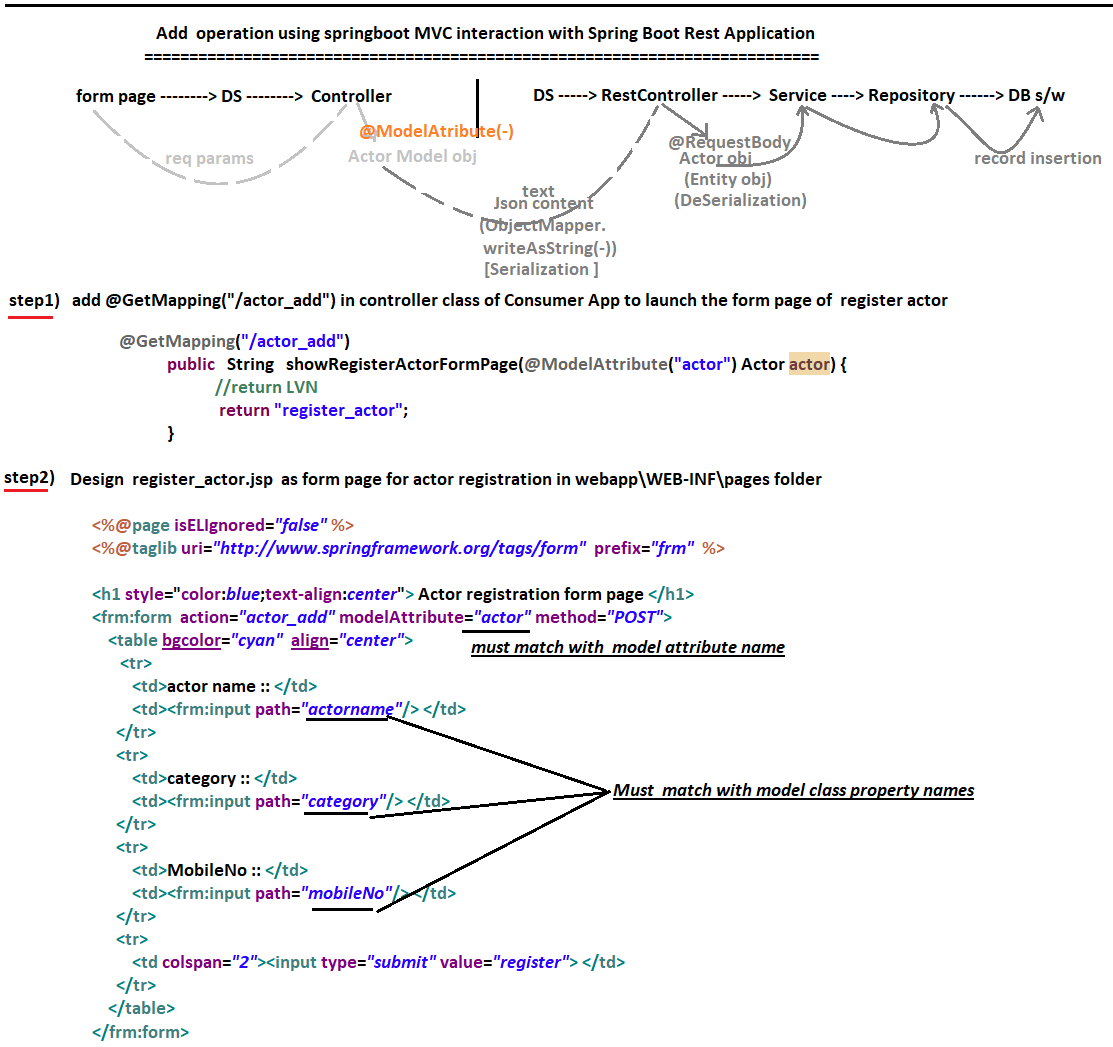 Add operation using springboot MVC interaction with Spring Boot Rest Application
=====================================================================
form page --------> DS --------> Controller
DS -----> RestController -----> Service ----> Repository ------> DB s/w
@ModelAtribute(-)
req params
Actor Model obj
@RequestBody
Actor obj
(Entity obj)
(DeSerialization)
record insertion
text
Json content
(ObjectMapper.
writeAsString(-))
[Serialization ]
step1) add @GetMapping("/actor_add") in controller class of Consumer App to launch the form page of register actor
@GetMapping("/actor_add")
public String showRegisterActorFormPage(@ModelAttribute("actor") Actor actor) {
//return LVN
return "register_actor";
}
step2) Design register_actor.jsp as form page for actor registration in webapp\WEB-INF\pages folder
<%@page isELIgnored="false" %>
<%@taglib uri="http://www.springframework.org/tags/form" prefix="frm" %>
<h1 style="color:blue;text-align:center"> Actor registration form page </h1>
<frm:form action="actor_add" modelAttribute="actor" method="POST">
<table bgcolor="cyan" align="center">
must match with model attribute name
<tr>
<td>actor name :: </td>
<td><frm:input path="actorname"/> </td>
</tr>
<tr>
<td>category :: </td>
<td><frm:input path="category"/> </td>
Must match with model class property names
</tr>
<tr>
<td>MobileNo :: </td>
<td><frm:input path="mobileNo"/> </td>
</tr>
<tr>
<td colspan="2"><input type="submit" value="register"> </td>
</tr>
</table>
</frm:form>